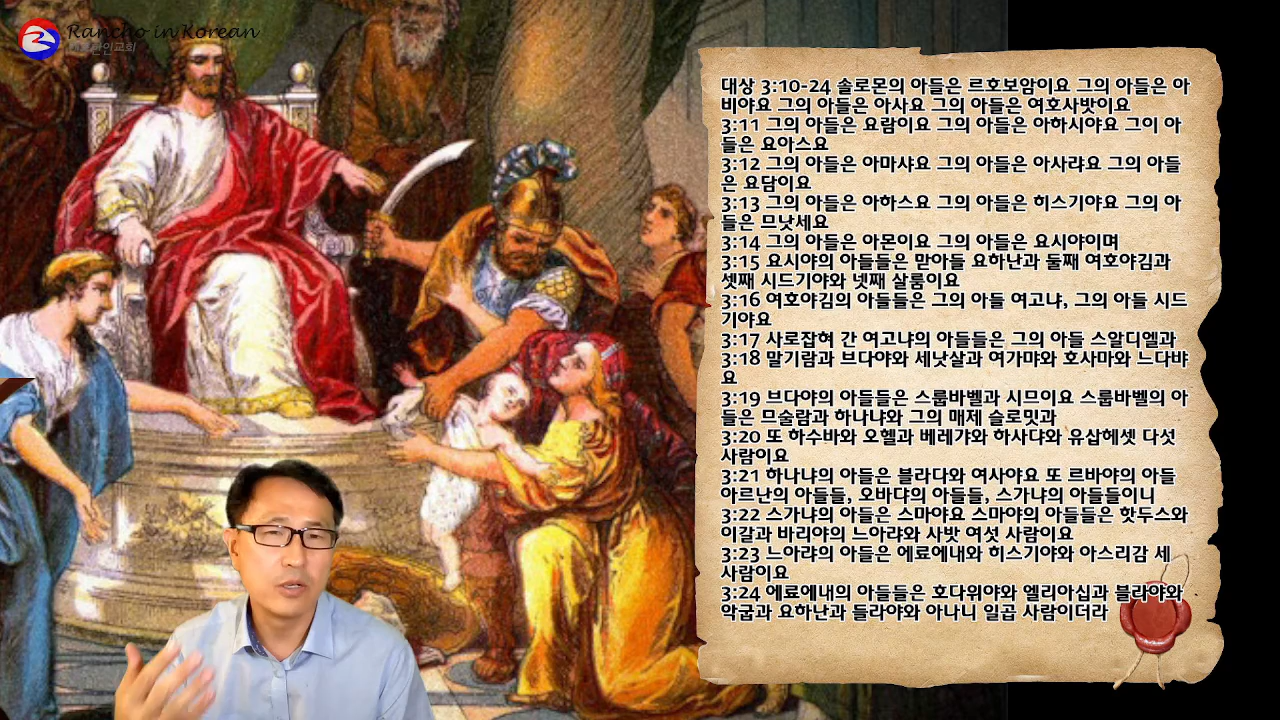 Rancho in Korean
한인교회
대상 3:10-24 솔로몬의 아들은 르호보암이요 그의 아들은 아
비야요 그의 아들은 아사요 그의 아들은 여호사밧이요
3:11 그의 아들은 요람이요 그의 아들은 아하시야요 그이 아
들은 요아스요
3:12 그의 아들은 아마샤요 그의 아들은 아사랴요 그의 아들
은 요담이요
3:13 그의 아들은 아하스요 그의 아들은 히스기야요 그의 아
들은 므낫세요
3:14 그의 아들은 아몬이요 그의 아들은 요시야이며
3:15 요시야의 아들들은 맏아들 요하난과 둘째 여호야김과
셋째 시드기야와 넷째 살룸이요
3:16 여호야김의 아들들은 그의 아들 여고냐, 그의 아들 시드
기야요
3:17 사로잡혀 간 여고냐의 아들들은 그의 아들 스알디엘과
3:18 말기람과 브다야와 세낫살과 여가먀와 호사마와 느다뱌
요
3:19 브다야의 아들들은 스룹바벨과 시므이요 스룹바벨의 아
들은 므술람과 하나냐와 그의 매제 슬로밋과
3:20 또 하수바와 오헬과 베레갸와 하사댜와 유삽헤셋 다섯
사람이요
3:21 하나냐의 아들은 블라댜와 여사야요 또 르바야의 아들
아르난의 아들들, 오바댜의 아들들, 스가냐의 아들들이니
3:22 스가냐의 아들은 스마야요 스마야의 아들들은 핫두스와
이갈과 바리야의 느아랴와 사밧 여섯 사람이요
3:23 느아랴의 아들은 에료에내와 히스기야와 아스리감 세
사람이요
3:24 에료에내의 아들들은 호다위야와 엘리아십과 블라야와
악굽과 요하난과 들라야와 아나니 일곱 사람이더라